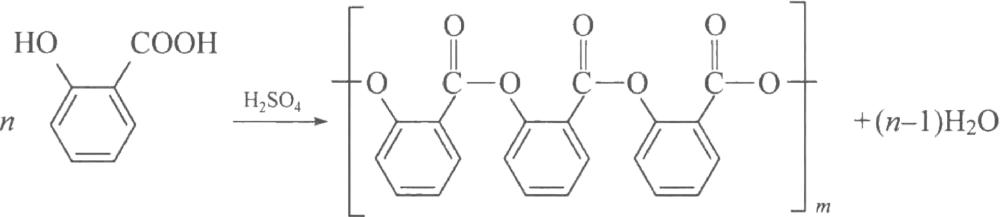 n
HO COOH
H₂SO₄
O C O O C O O C O O
m
+(n–1)H₂O